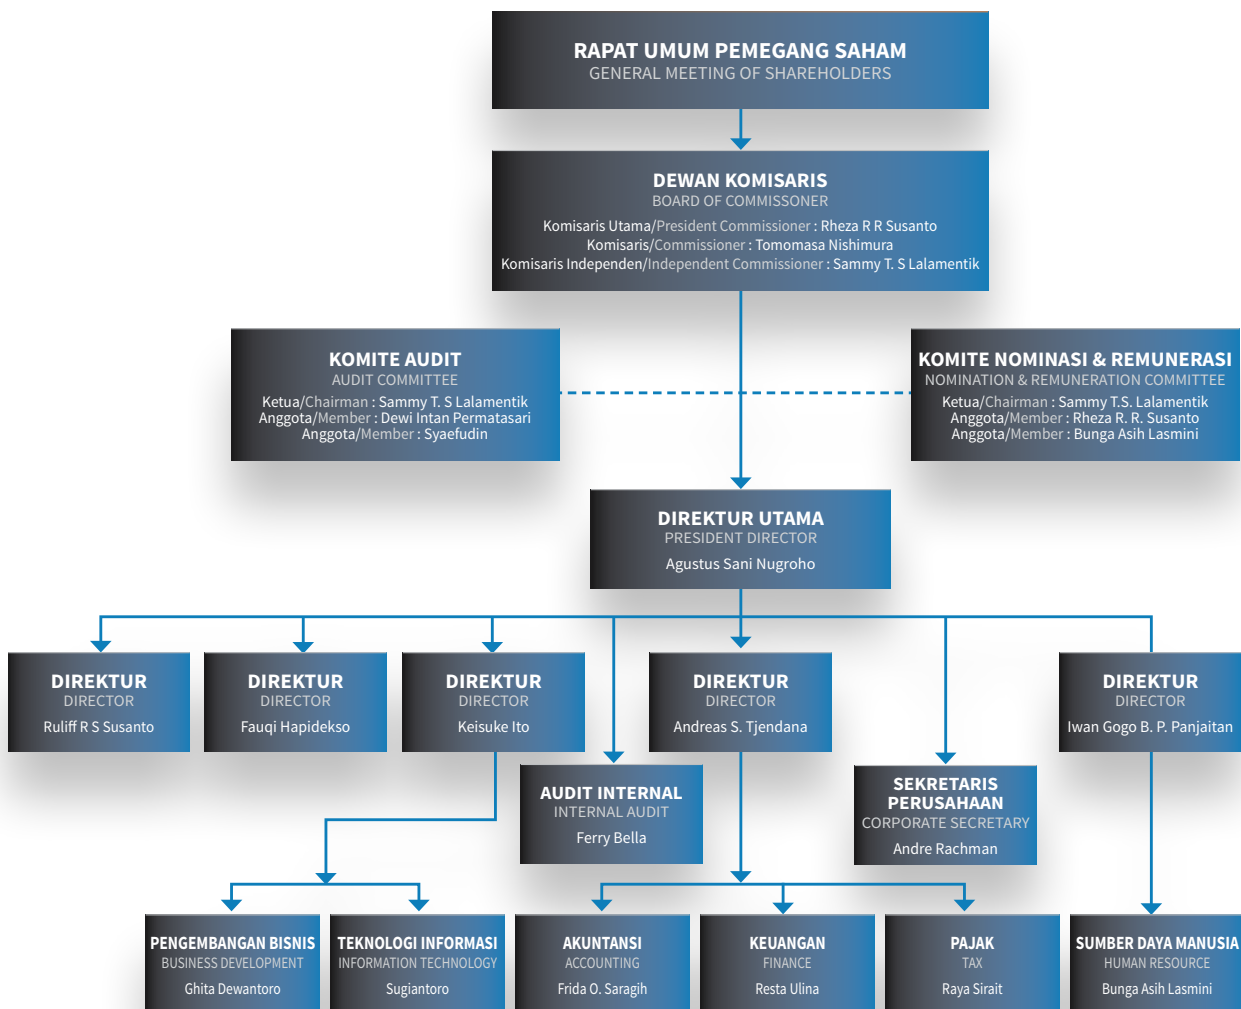 RAPAT UMUM PEMEGANG SAHAM
GENERAL MEETING OF SHAREHOLDERS
DEWAN KOMISARIS
BOARD OF COMMISSONER
Komisaris Utama/President Commissioner : Rheza R R Susanto
Komisaris/Commissioner : Tomomasa Nishimura
Komisaris Independen/Independent Commissioner : Sammy T. S Lalamentik
KOMITE AUDIT
AUDIT COMMITTEE
Ketua/Chairman : Sammy T. S Lalamentik
Anggota/Member : Dewi Intan Permatasari
Anggota/Member : Syaefudin
KOMITE NOMINASI & REMUNERASI
NOMINATION & REMUNERATION COMMITTEE
Ketua/Chairman : Sammy T.S. Lalamentik
Anggota/Member : Rheza R. R. Susanto
Anggota/Member : Bunga Asih Lasmini
DIREKTUR UTAMA
PRESIDENT DIRECTOR
Agustus Sani Nugroho
DIREKTUR
DIRECTOR
Ruliff R S Susanto
DIREKTUR
DIRECTOR
Fauqi Hapidekso
DIREKTUR
DIRECTOR
Keisuke Ito
DIREKTUR
DIRECTOR
Andreas S. Tjendana
DIREKTUR
DIRECTOR
Iwan Gogo B. P. Panjaitan
AUDIT INTERNAL
INTERNAL AUDIT
Ferry Bella
SEKRETARIS
PERUSAHAAN
CORPORATE SECRETARY
Andre Rachman
PENGEMBANGAN BISNIS
BUSINESS DEVELOPMENT
Ghita Dewantoro
TEKNOLOGI INFORMASI
INFORMATION TECHNOLOGY
Sugiantoro
AKUNTANSI
ACCOUNTING
Frida O. Saragih
KEUANGAN
FINANCE
Resta Ulina
PAJAK
TAX
Raya Sirait
SUMBER DAYA MANUSIA
HUMAN RESOURCE
Bunga Asih Lasmini